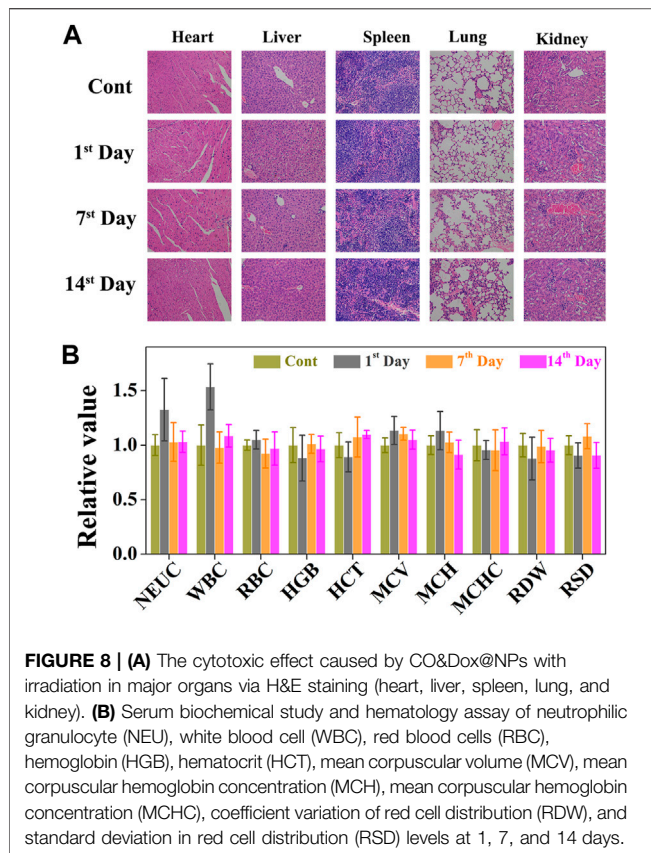 A
Heart Liver Spleen Lung Kidney
Cont
1st Day
7st Day
14st Day
B
Cont 1st Day 7th Day 14th Day
Relative value
1.5
1.0
0.5
0.0
NEUC WBC RBC HGB HCT MCV MCH MCHC RDW RSD
FIGURE 8 | (A) The cytotoxic effect caused by CO&Dox@NPs with
irradiation in major organs via H&E staining (heart, liver, spleen, lung, and
kidney). (B) Serum biochemical study and hematology assay of neutrophilic
granulocyte (NEU), white blood cell (WBC), red blood cells (RBC),
hemoglobin (HGB), hematocrit (HCT), mean corpuscular volume (MCV), mean
corpuscular hemoglobin concentration (MCH), mean corpuscular hemoglobin
concentration (MCHC), coefficient variation of red cell distribution (RDW), and
standard deviation in red cell distribution (RSD) levels at 1, 7, and 14 days.